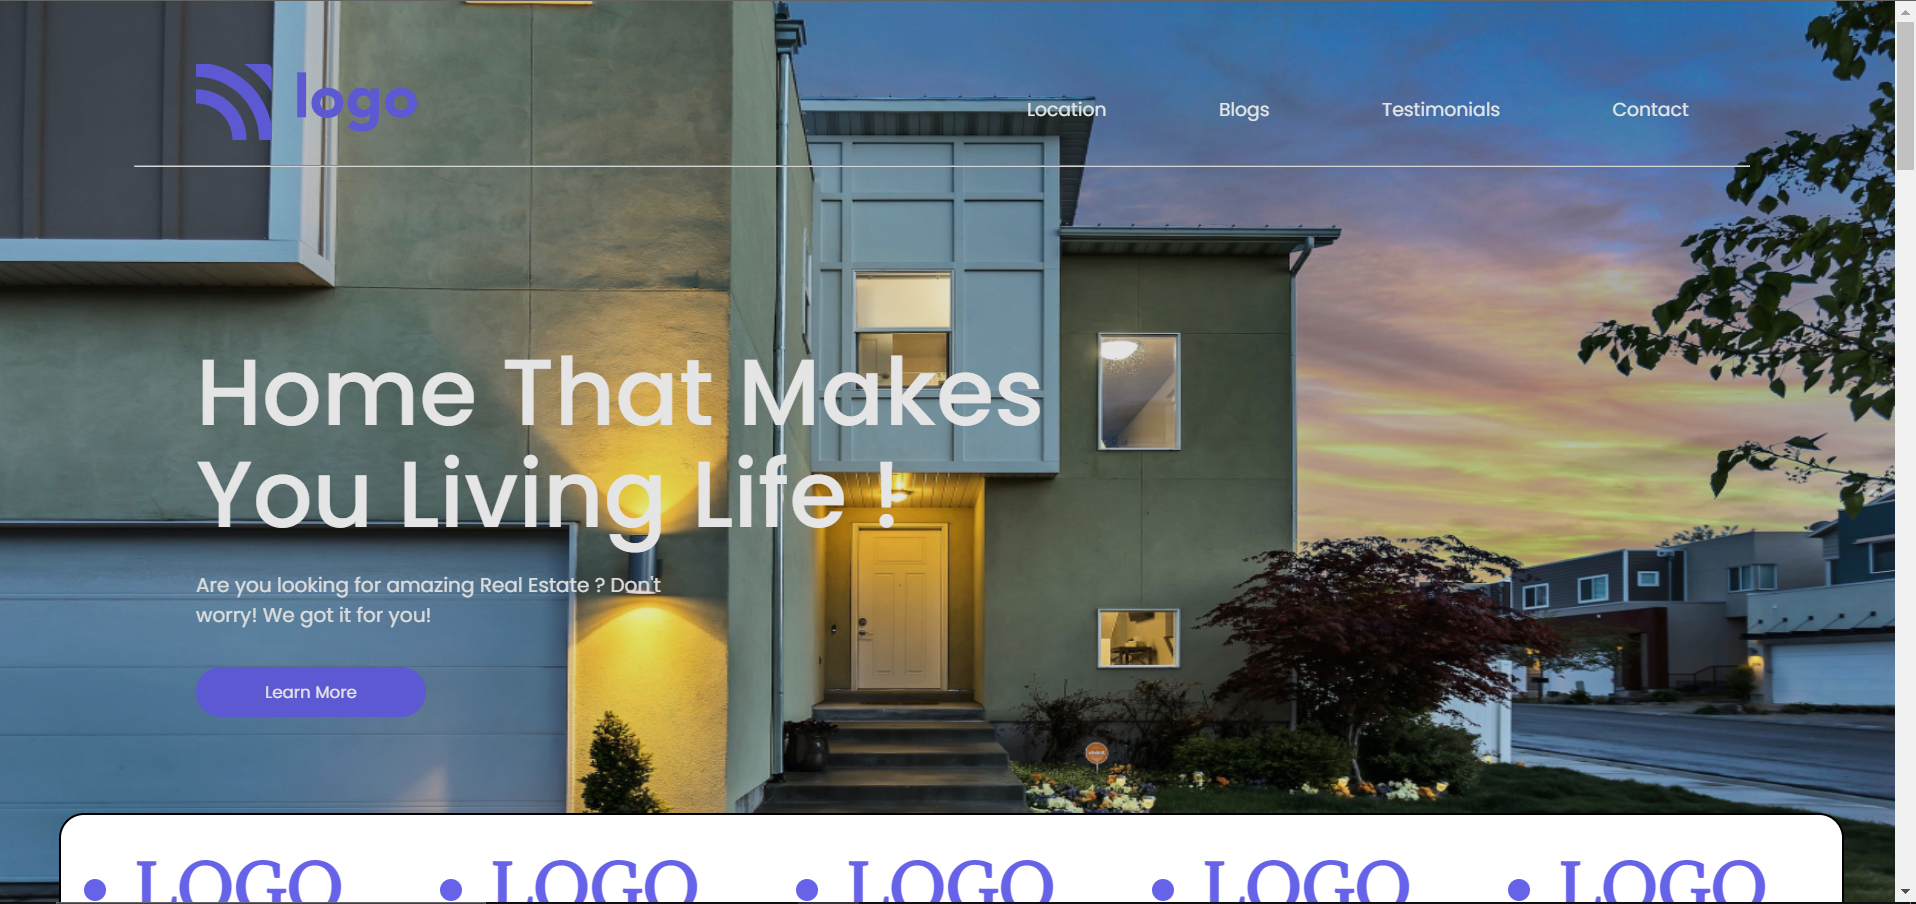 logo
Location Blogs Testimonials Contact
Home That Makes
You Living Life !
Are you looking for amazing Real Estate ? Don't
worry! We got it for you!
Learn More
LOGO LOGO LOGO LOGO LOGO